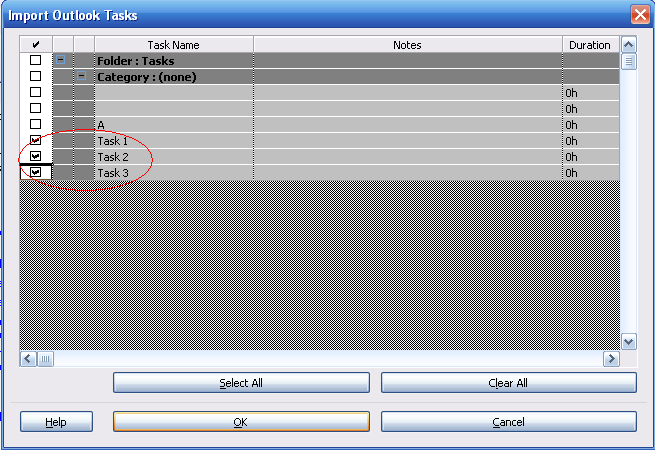 Import Outlook Tasks
Task Name Notes Duration
Folder : Tasks
Category : (none)
0h
0h
A 0h
Task 1 0h
Task 2 0h
Task 3 0h
Select All Clear All
Help OK Cancel